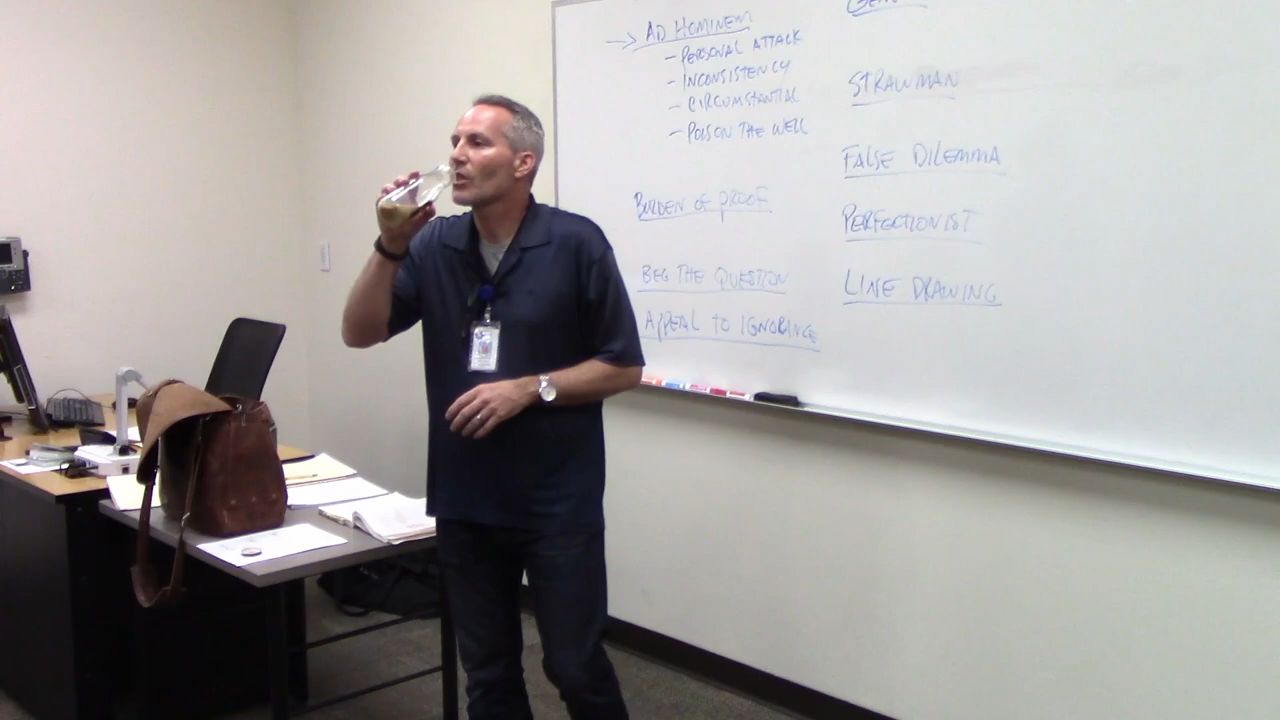 → AD HOMINEM
- PERSONAL ATTACK
- INCONSISTENCY
- CIRCUMSTANTIAL
- POISON THE WELL
BURDEN OF PROOF
BEG THE QUESTION
APPEAL TO IGNORANCE
STRAWMAN
FALSE DILEMMA
PERFECTIONIST
LINE DRAWING